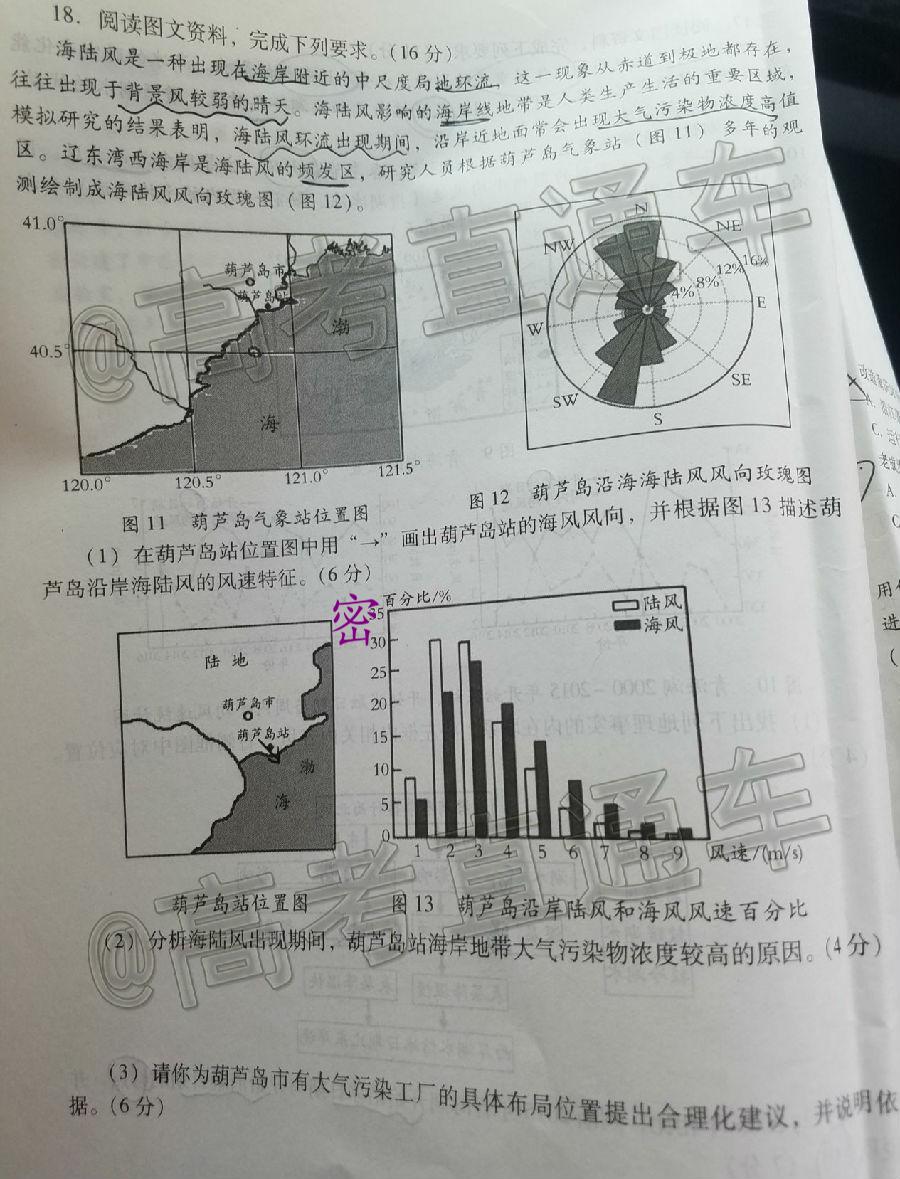 18. 阅读图文资料，完成下列要求。(16分)
海陆风是一种出现在海岸附近的中尺度局地环流。这一现象从赤道到极地都存在，
往往出现于背景风较弱的晴天。海陆风影响的海岸线地带是人类生产生活的重要区域，
模拟研究的结果表明，海陆风环流出现期间，沿岸近地面常会出现大气污染物浓度高值
区。辽东湾西海岸是海陆风的频发区，研究人员根据葫芦岛气象站（图11）多年的观
测绘制成海陆风风向玫瑰图（图12）。
41.0°
40.5°
120.0°
120.5°
121.0°
121.5°
葫芦岛市
葫芦岛站
渤
海
N
NE
E
SE
S
SW
W
NW
4%
8%
12%
16%
图11 葫芦岛气象站位置图
图12 葫芦岛沿海海陆风风向玫瑰图
(1) 在葫芦岛站位置图中用“→”画出葫芦岛站的海风风向，并根据图13描述葫
芦岛沿岸海陆风的风速特征。(6分)
密
陆地
葫芦岛市
葫芦岛站
渤
海
百分比/%
35
30
25
20
15
10
5
0
陆风
海风
1 2 3 4 5 6 7 8 9 风速/(m/s)
葫芦岛站位置图
图13 葫芦岛沿岸陆风和海风风速百分比
(2) 分析海陆风出现期间，葫芦岛站海岸地带大气污染物浓度较高的原因。(4分)
(3) 请你为葫芦岛市有大气污染工厂的具体布局位置提出合理化建议，并说明依
据。(6分)
@高考直通车
@高考直通车